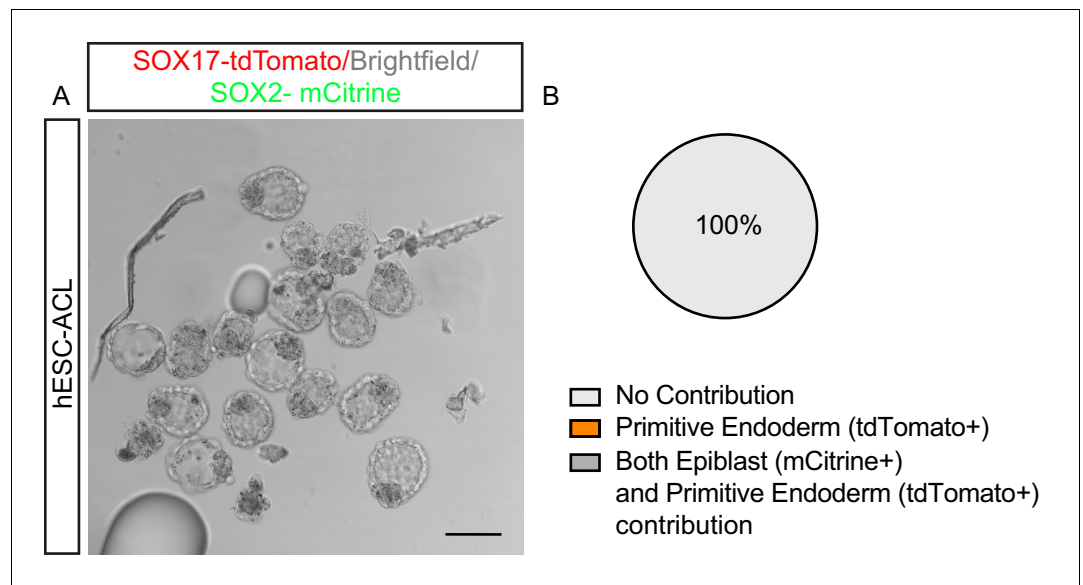 A
SOX17-tdTomato/Brightfield/
SOX2- mCitrine
hESC-ACL
B
100%
No Contribution
Primitive Endoderm (tdTomato+)
Both Epiblast (mCitrine+)
and Primitive Endoderm (tdTomato+)
contribution